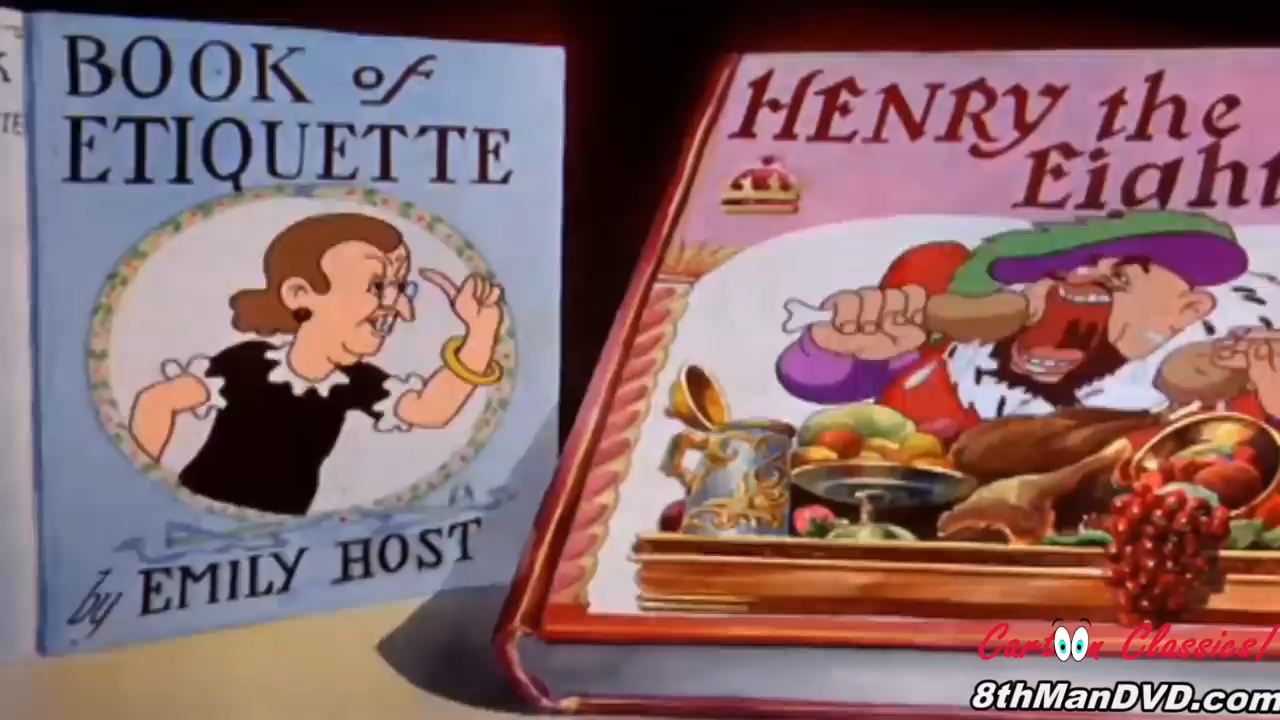 BOOK of
ETIQUETTE
by EMILY HOST
HENRY the
Eight
Cartoon Classics!
8thManDVD.com